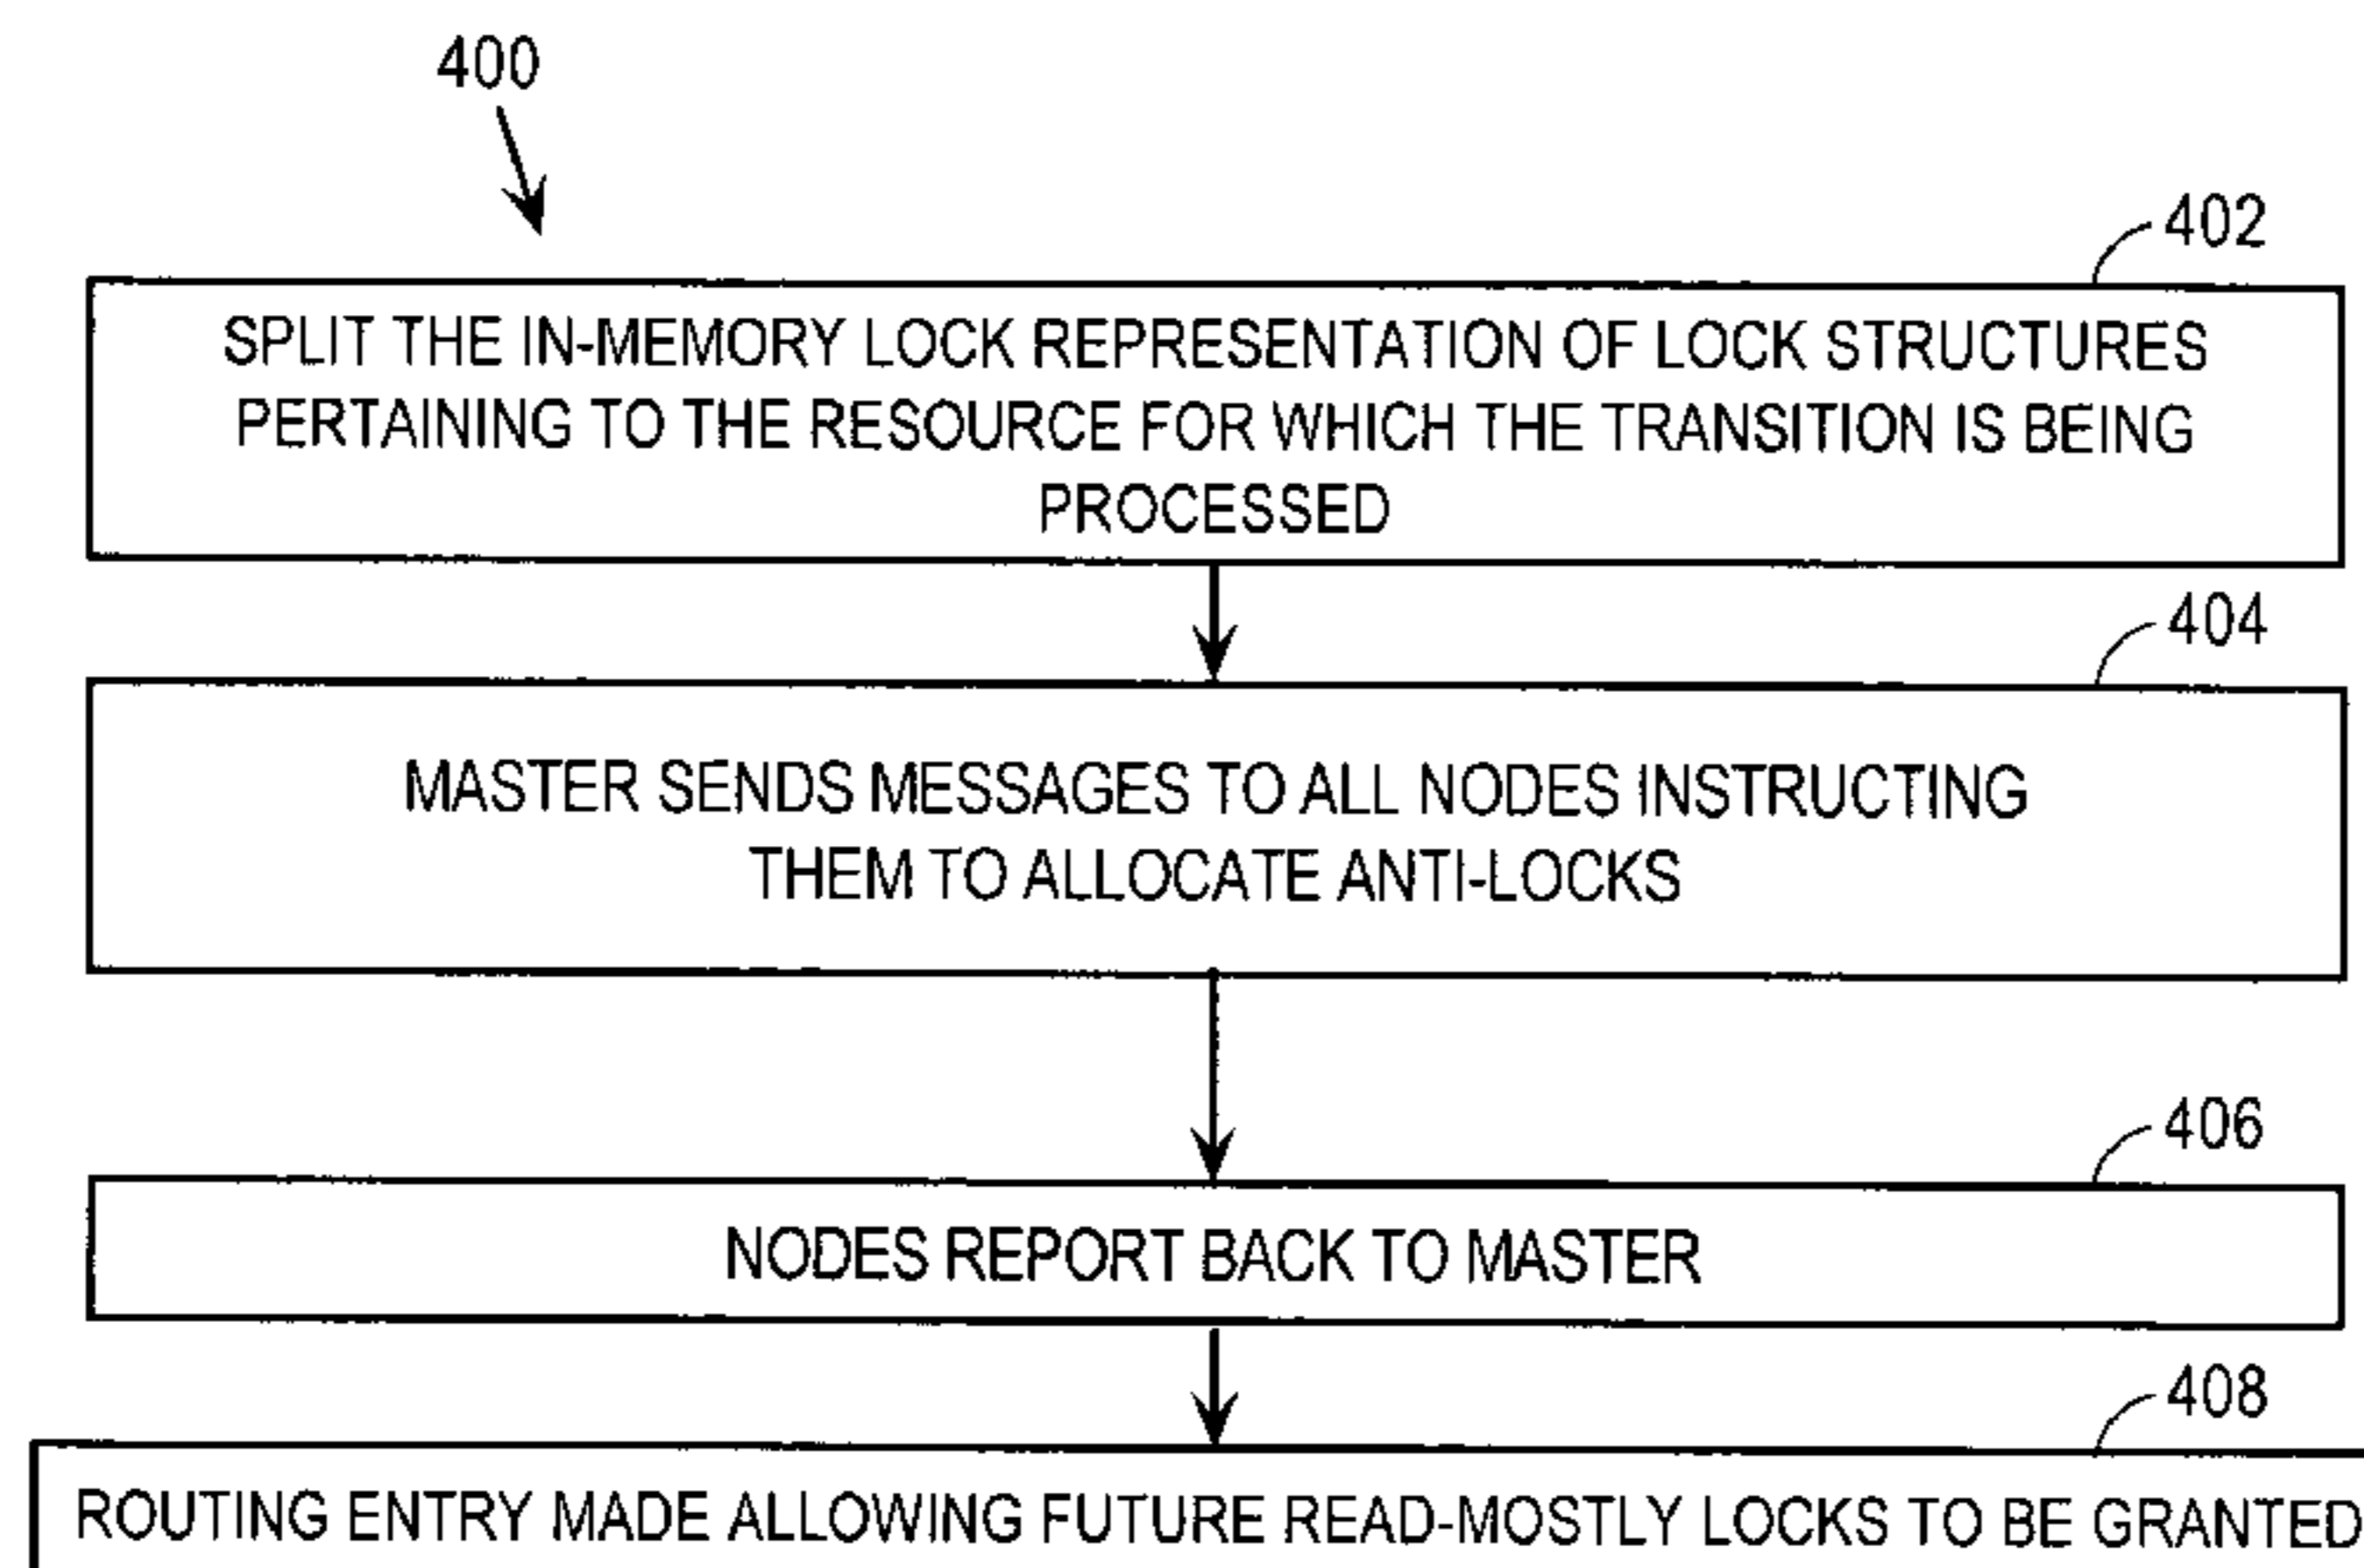 400
402
SPLIT THE IN-MEMORY LOCK REPRESENTATION OF LOCK STRUCTURES
PERTAINING TO THE RESOURCE FOR WHICH THE TRANSITION IS BEING
PROCESSED
404
MASTER SENDS MESSAGES TO ALL NODES INSTRUCTING
THEM TO ALLOCATE ANTI-LOCKS
406
NODES REPORT BACK TO MASTER
408
ROUTING ENTRY MADE ALLOWING FUTURE READ-MOSTLY LOCKS TO BE GRANTED